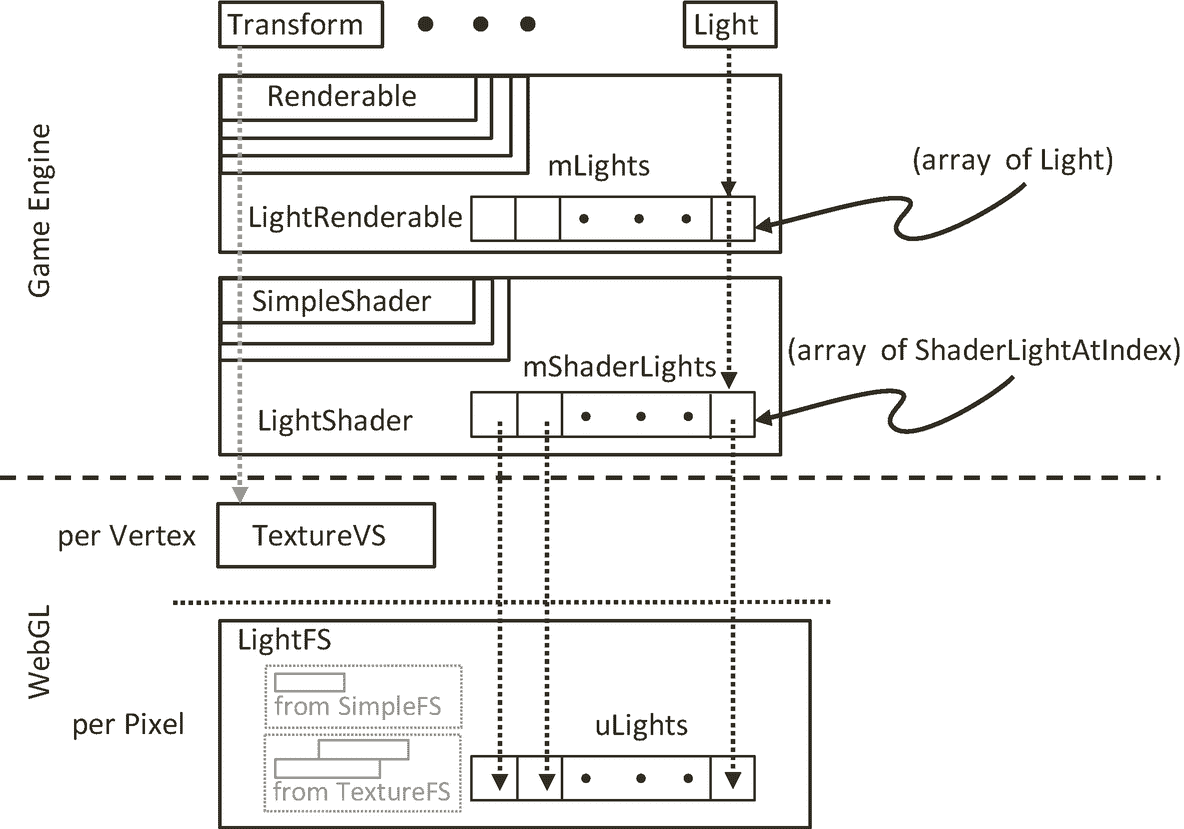 Transform
Light
Game Engine
Renderable
mLights
(array of Light)
LightRenderable
SimpleShader
mShaderLights
(array of ShaderLightAtIndex)
LightShader
per Vertex
TextureVS
WebGL
LightFS
from SimpleFS
per Pixel
uLights
from TextureFS